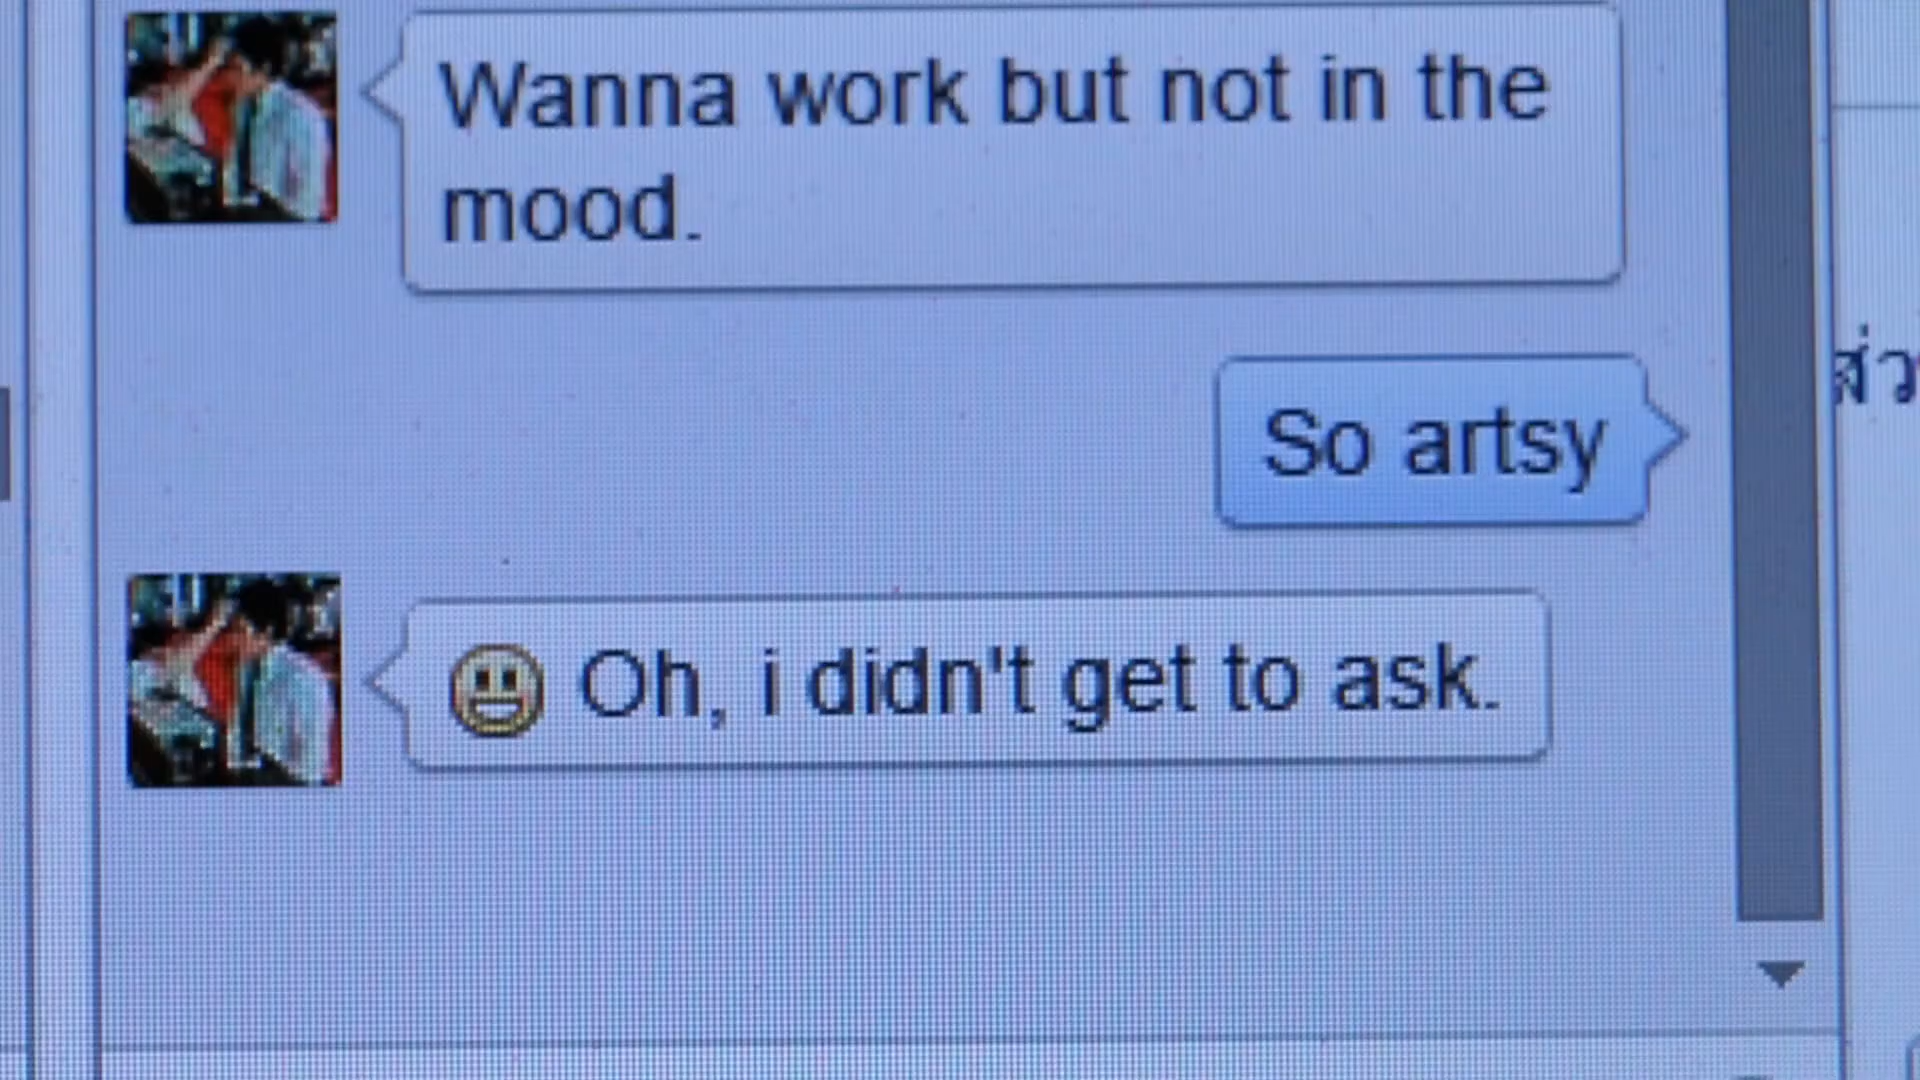 Wanna work but not in the
mood.
So artsy
😃 Oh, i didn't get to ask.